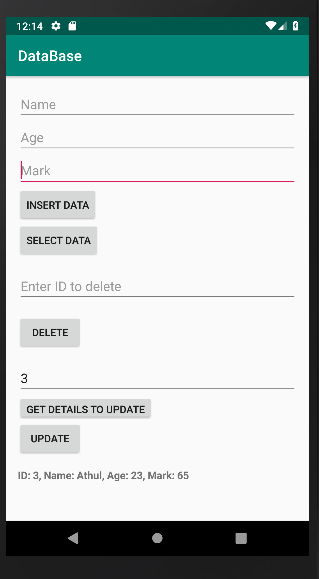 12:14
DataBase
Name
Age
Mark
INSERT DATA
SELECT DATA
Enter ID to delete
DELETE
3
GET DETAILS TO UPDATE
UPDATE
ID: 3, Name: Athul, Age: 23, Mark: 65